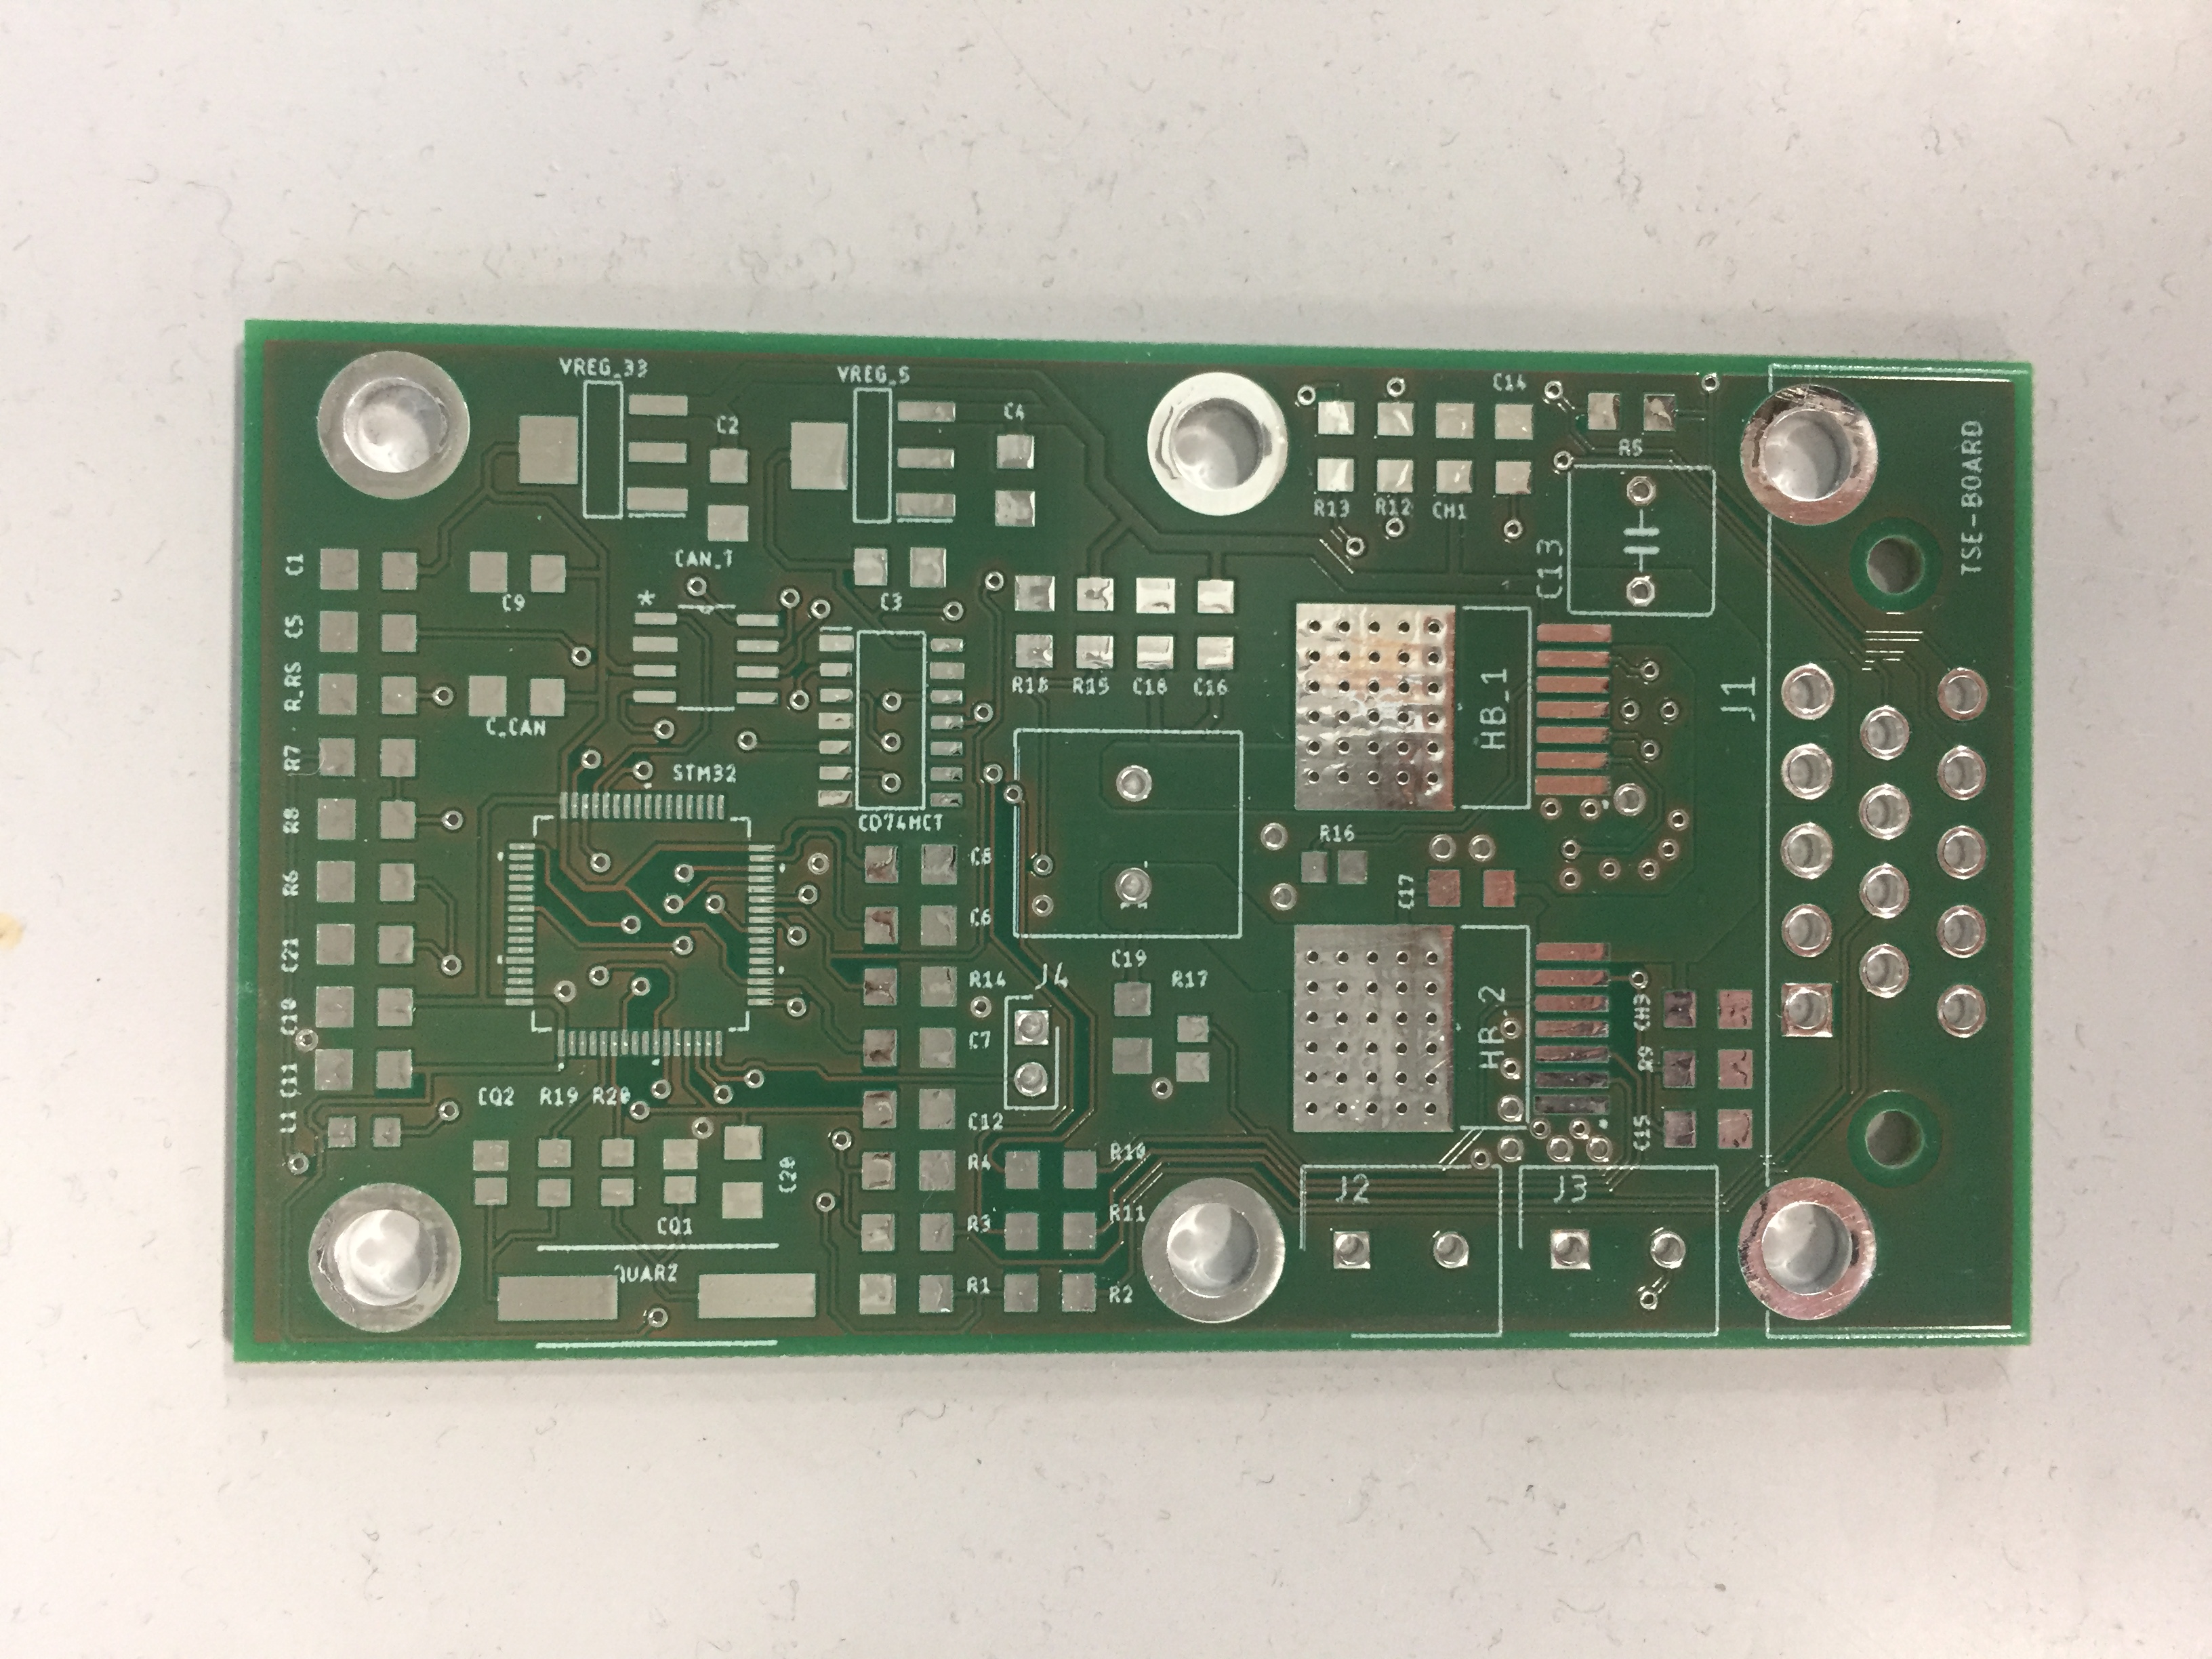 L1 C11 C10 C21 R6 R8 R7 R_RS C5 C1
CQ2
C_CAN
C9
R19
R20
VREG_33
QUARZ
CQ1
STM32
CAN_T
C2
C20
CD74HCT
C3
VREG_5
R1 R3 R4 C12 C7 R14 C6 C8
J4
R18
C4
R2 R11 R10
C19
R15
C18
R17
C16
J2
R16
R13
R12
C17
CH1
HB_2
HB_1
C14
J3
C13
C15 R9 CH3
R5
J1
TSE-BOARD